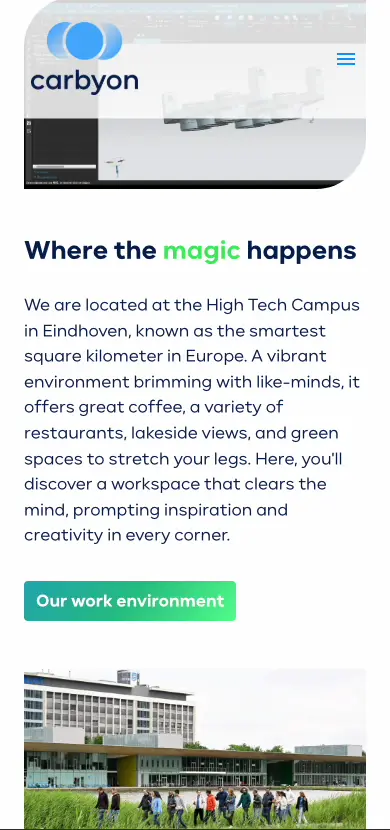 carbyon
Where the magic happens
We are located at the High Tech Campus
in Eindhoven, known as the smartest
square kilometer in Europe. A vibrant
environment brimming with like-minds, it
offers great coffee, a variety of
restaurants, lakeside views, and green
spaces to stretch your legs. Here, you'll
discover a workspace that clears the
mind, prompting inspiration and
creativity in every corner.
Our work environment